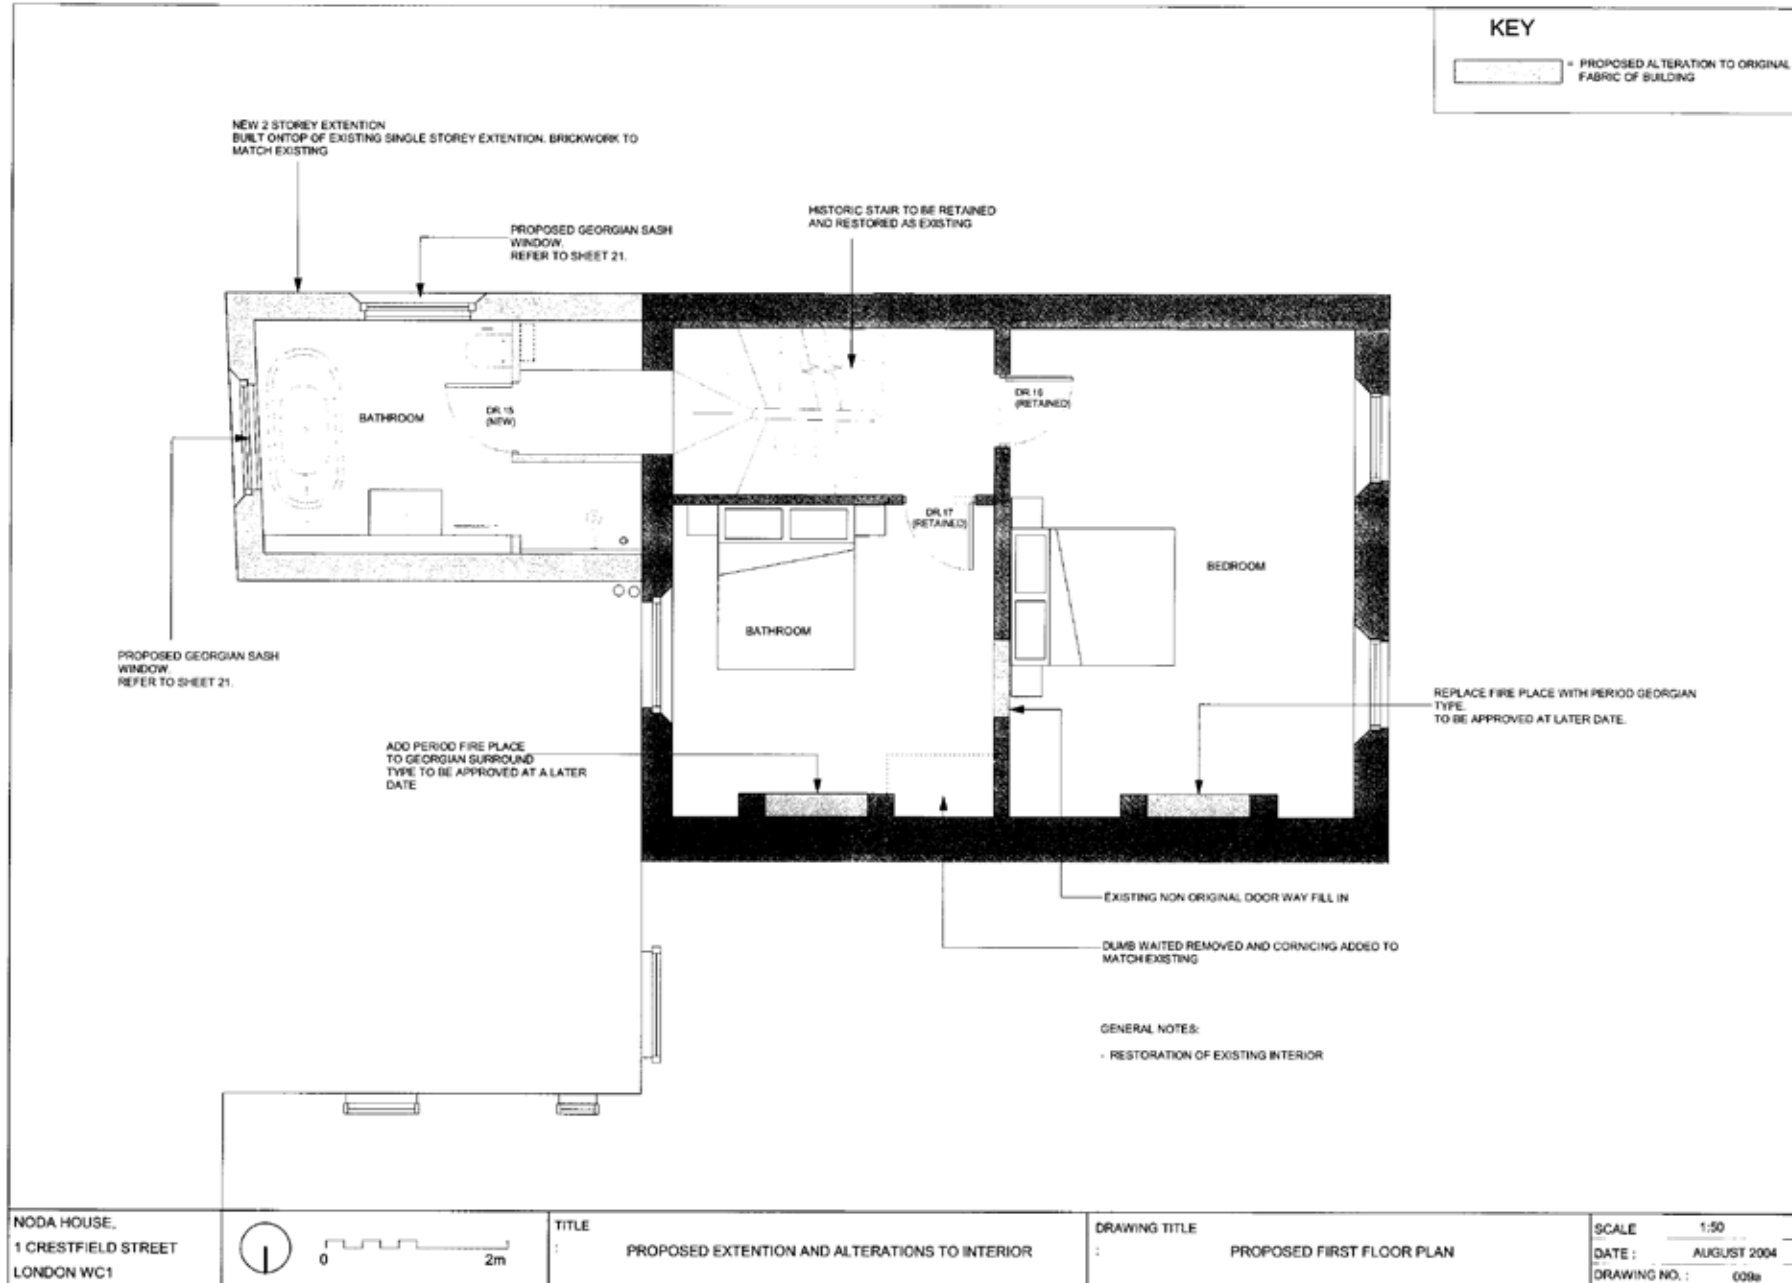 KEY
= PROPOSED ALTERATION TO ORIGINAL
FABRIC OF BUILDING
NEW 2 STOREY EXTENTION
BUILT ONTOP OF EXISTING SINGLE STOREY EXTENTION. BRICKWORK TO
MATCH EXISTING
PROPOSED GEORGIAN SASH
WINDOW.
REFER TO SHEET 21.
HISTORIC STAIR TO BE RETAINED
AND RESTORED AS EXISTING
BATHROOM
DR.15
(NEW)
DR.16
(RETAINED)
DR.17
(RETAINED)
BEDROOM
BATHROOM
PROPOSED GEORGIAN SASH
WINDOW.
REFER TO SHEET 21.
REPLACE FIRE PLACE WITH PERIOD GEORGIAN
TYPE.
TO BE APPROVED AT LATER DATE.
ADD PERIOD FIRE PLACE
TO GEORGIAN SURROUND
TYPE TO BE APPROVED AT A LATER
DATE
EXISTING NON ORIGINAL DOOR WAY FILL IN
DUMB WAITED REMOVED AND CORNICING ADDED TO
MATCH EXISTING
GENERAL NOTES:
- RESTORATION OF EXISTING INTERIOR
NODA HOUSE,
1 CRESTFIELD STREET
LONDON WC1
0 2m
TITLE
:
PROPOSED EXTENTION AND ALTERATIONS TO INTERIOR
DRAWING TITLE
:
PROPOSED FIRST FLOOR PLAN
SCALE 1:50
DATE : AUGUST 2004
DRAWING NO. : 009a